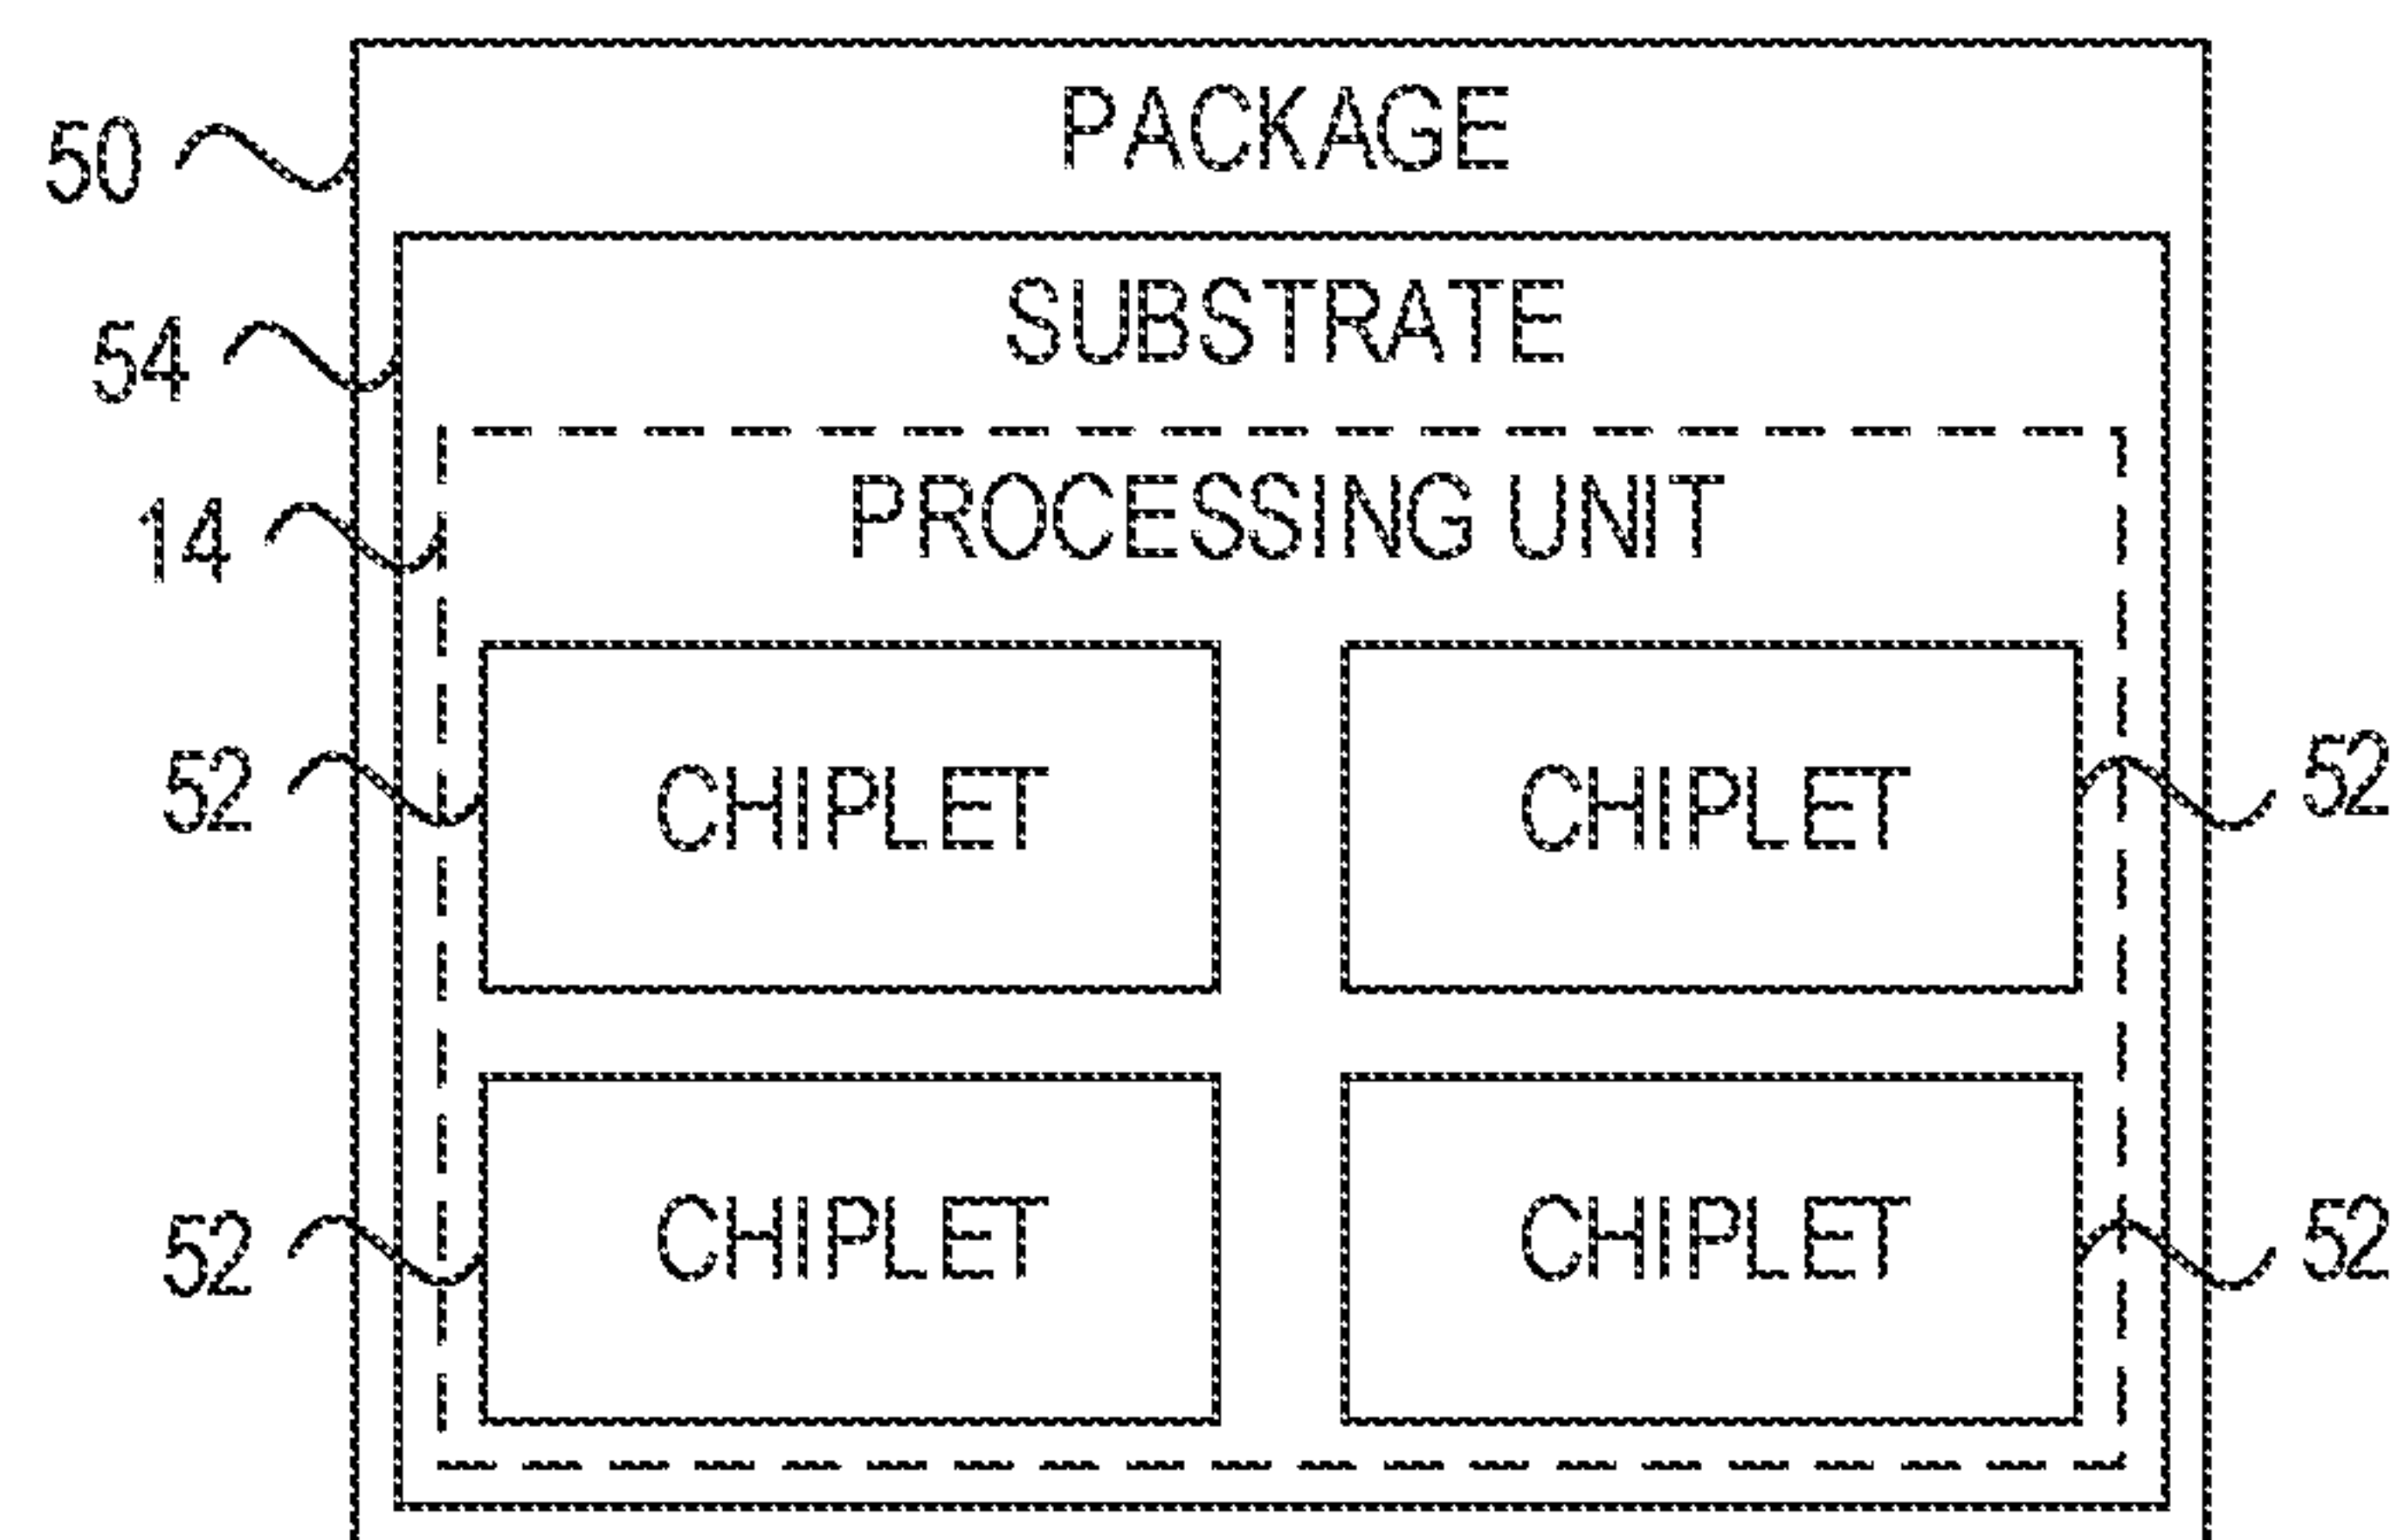 PACKAGE
50
SUBSTRATE
54
PROCESSING UNIT
14
52 CHIPLET CHIPLET 52
52 CHIPLET CHIPLET 52